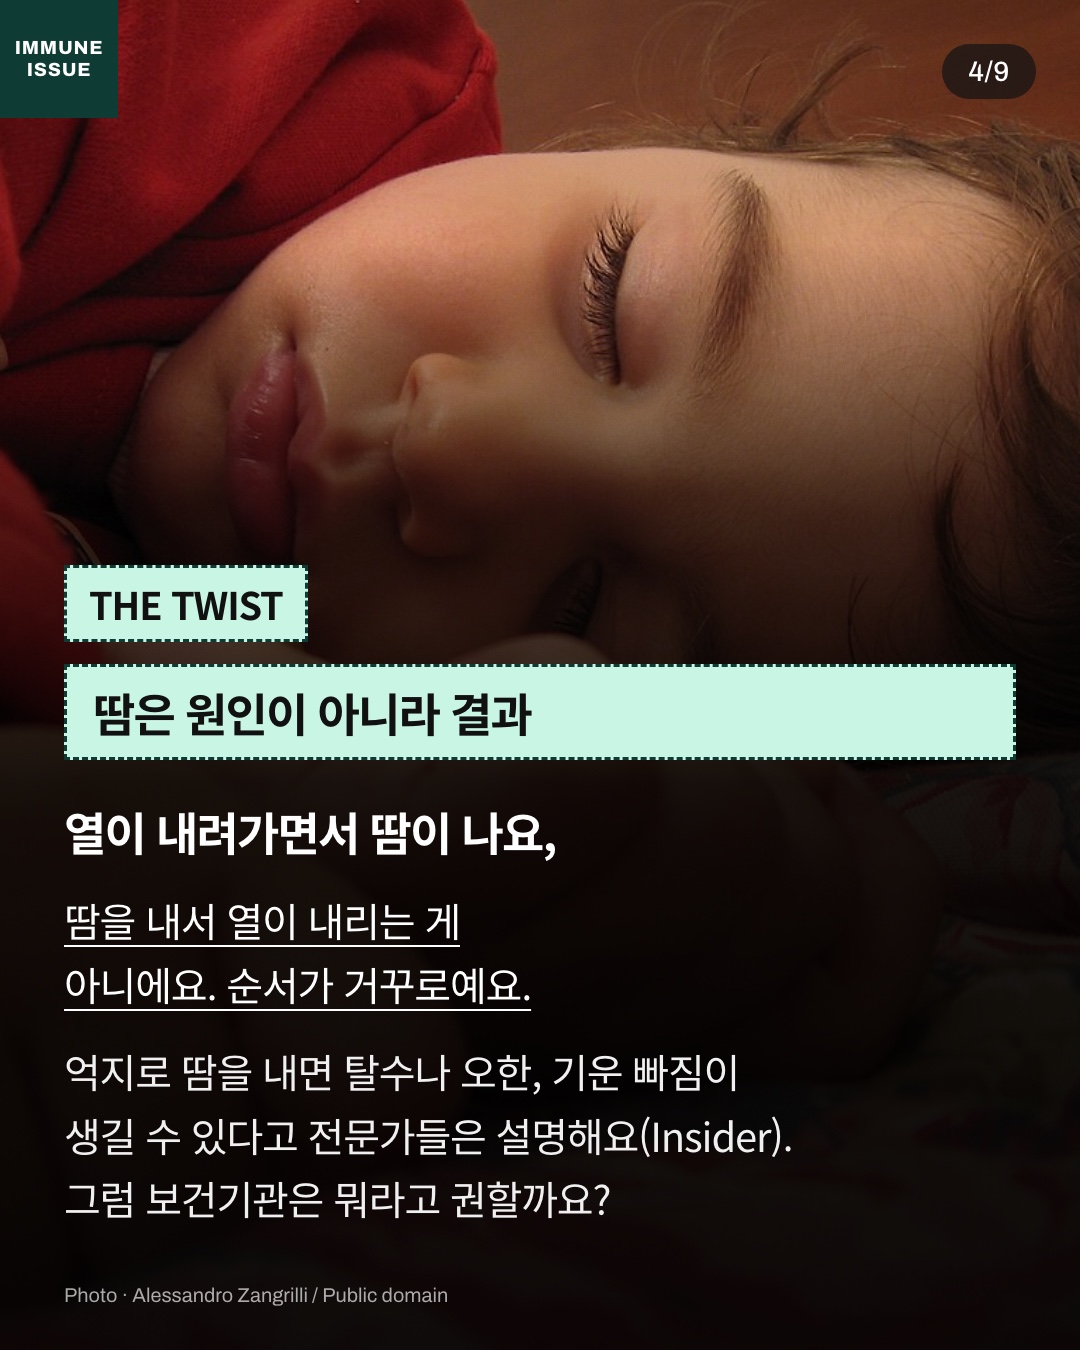 IMMUNE
ISSUE
4/9
THE TWIST
땀은 원인이 아니라 결과
열이 내려가면서 땀이 나요,
땀을 내서 열이 내리는 게
아니에요. 순서가 거꾸로예요.
억지로 땀을 내면 탈수나 오한, 기운 빠짐이
생길 수 있다고 전문가들은 설명해요(Insider).
그럼 보건기관은 뭐라고 권할까요?
Photo · Alessandro Zangrilli / Public domain